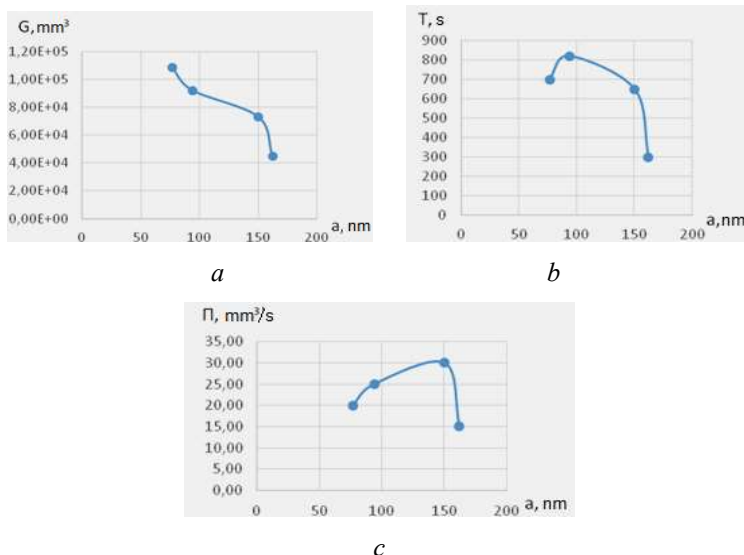 G, mm³
1,20E+05
1,00E+05
8,00E+04
6,00E+04
4,00E+04
2,00E+04
0,00E+00
0 50 100 150 200
a, nm
a
T, s
900
800
700
600
500
400
300
200
100
0
0 50 100 150 200
a,nm
b
П, mm³/s
35,00
30,00
25,00
20,00
15,00
10,00
5,00
0,00
0 50 100 150 200
a, nm
c